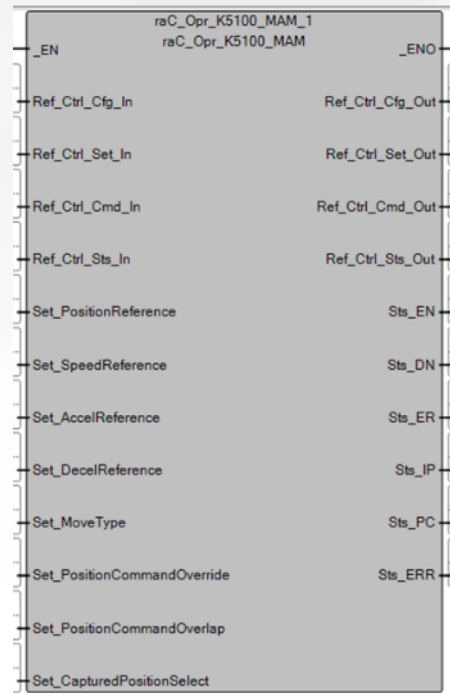 raC_Opr_K5100_MAM_1
raC_Opr_K5100_MAM
_EN _ENO
Ref_Ctrl_Cfg_In Ref_Ctrl_Cfg_Out
Ref_Ctrl_Set_In Ref_Ctrl_Set_Out
Ref_Ctrl_Cmd_In Ref_Ctrl_Cmd_Out
Ref_Ctrl_Sts_In Ref_Ctrl_Sts_Out
Set_PositionReference Sts_EN
Set_SpeedReference Sts_DN
Set_AccelReference Sts_ER
Set_DecelReference Sts_IP
Set_MoveType Sts_PC
Set_PositionCommandOverride Sts_ERR
Set_PositionCommandOverlap
Set_CapturedPositionSelect